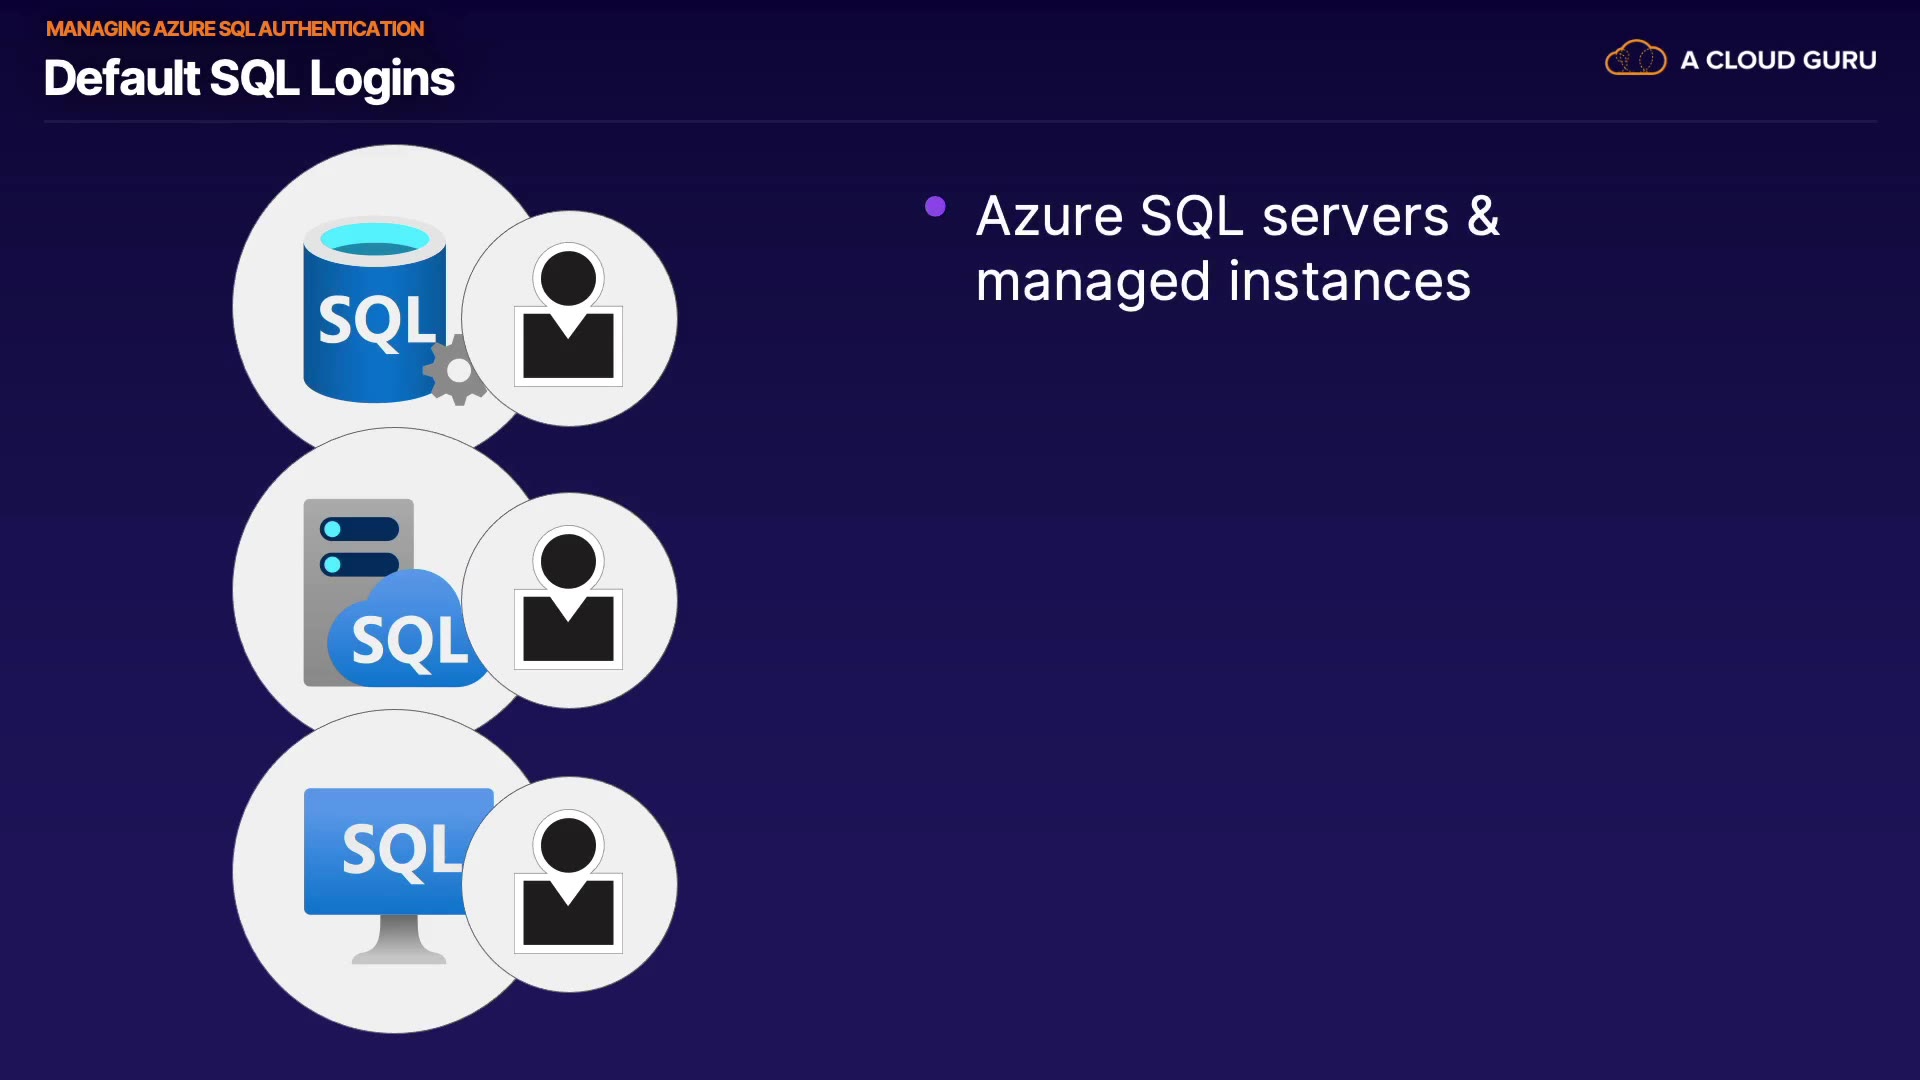 MANAGING AZURE SQL AUTHENTICATION
Default SQL Logins
A CLOUD GURU
Azure SQL servers &
managed instances
SQL
SQL
SQL